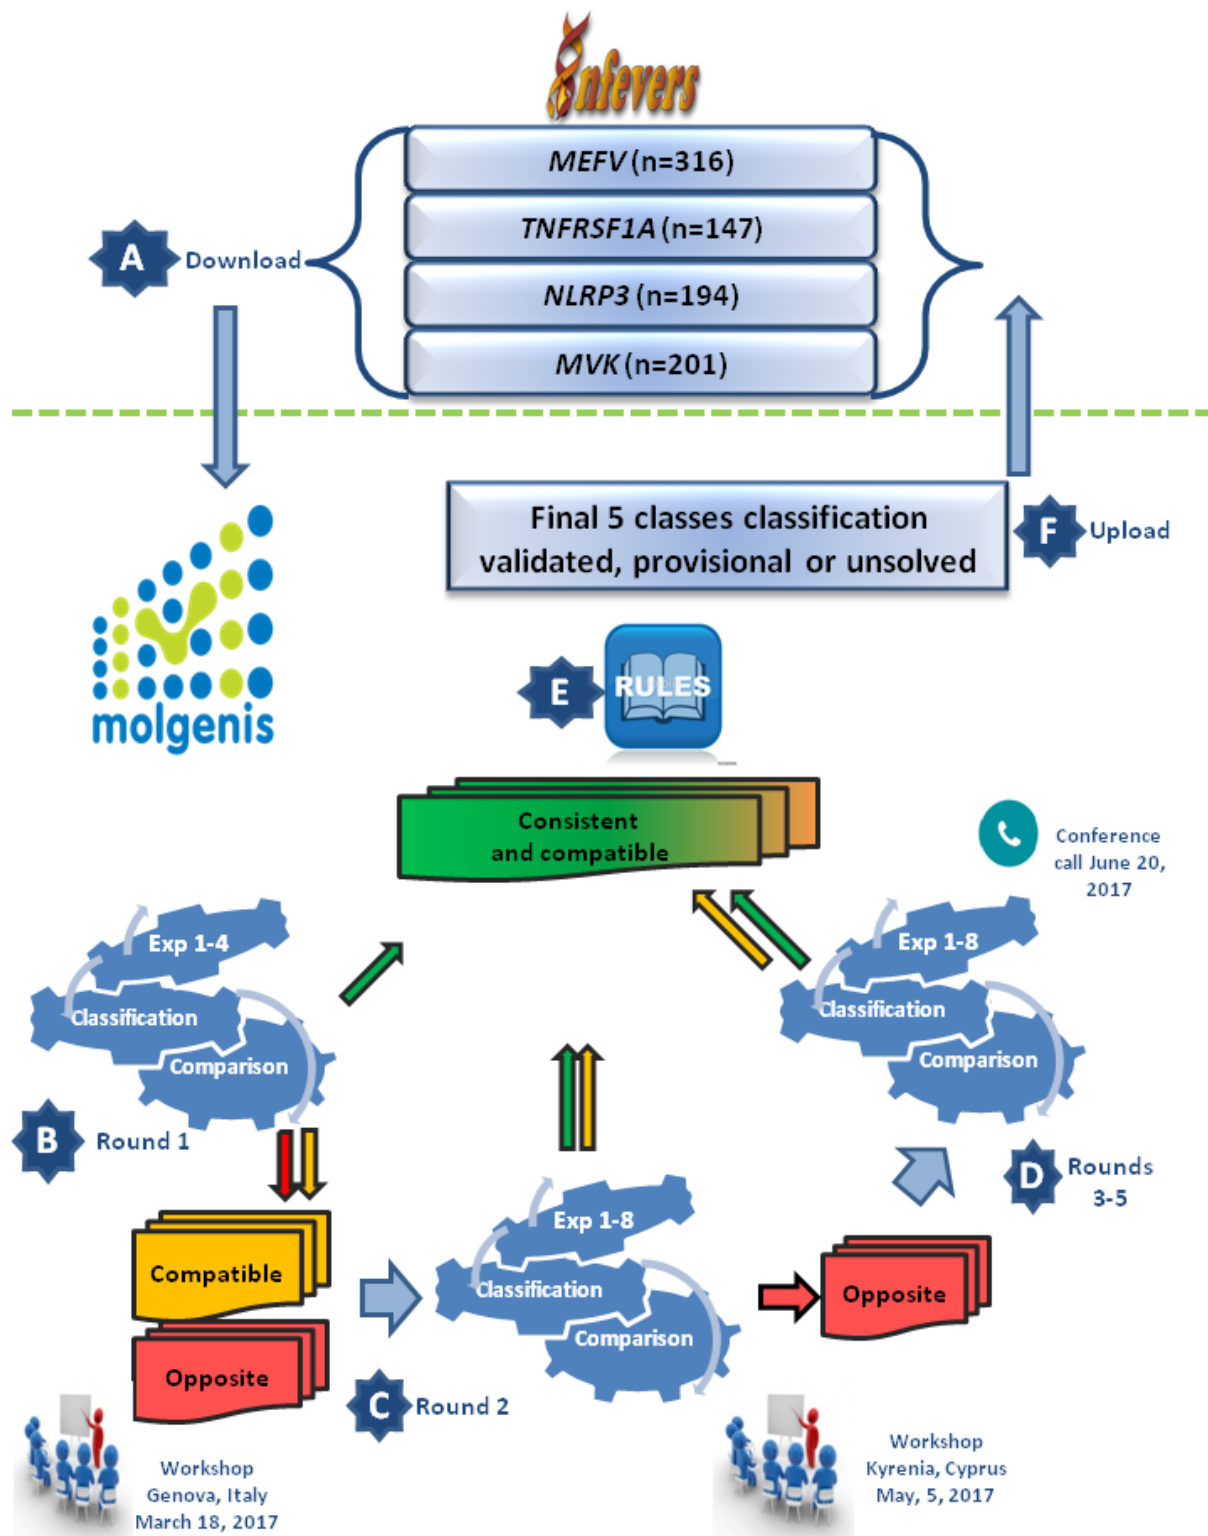 nfevers
MEFV (n=316)
TNFRSF1A (n=147)
A
Download
NLRP3 (n=194)
MVK (n=201)
Final 5 classes classification
validated, provisional or unsolved
F
Upload
molgenis
E
RULES
Consistent
and compatible
Conference
call June 20,
2017
Exp 1-4
Classification
Comparison
B
Round 1
Exp 1-8
Classification
Comparison
D
Rounds
3-5
Compatible
Opposite
Exp 1-8
Classification
Comparison
C
Round 2
Opposite
Workshop
Genova, Italy
March 18, 2017
Workshop
Kyrenia, Cyprus
May, 5, 2017